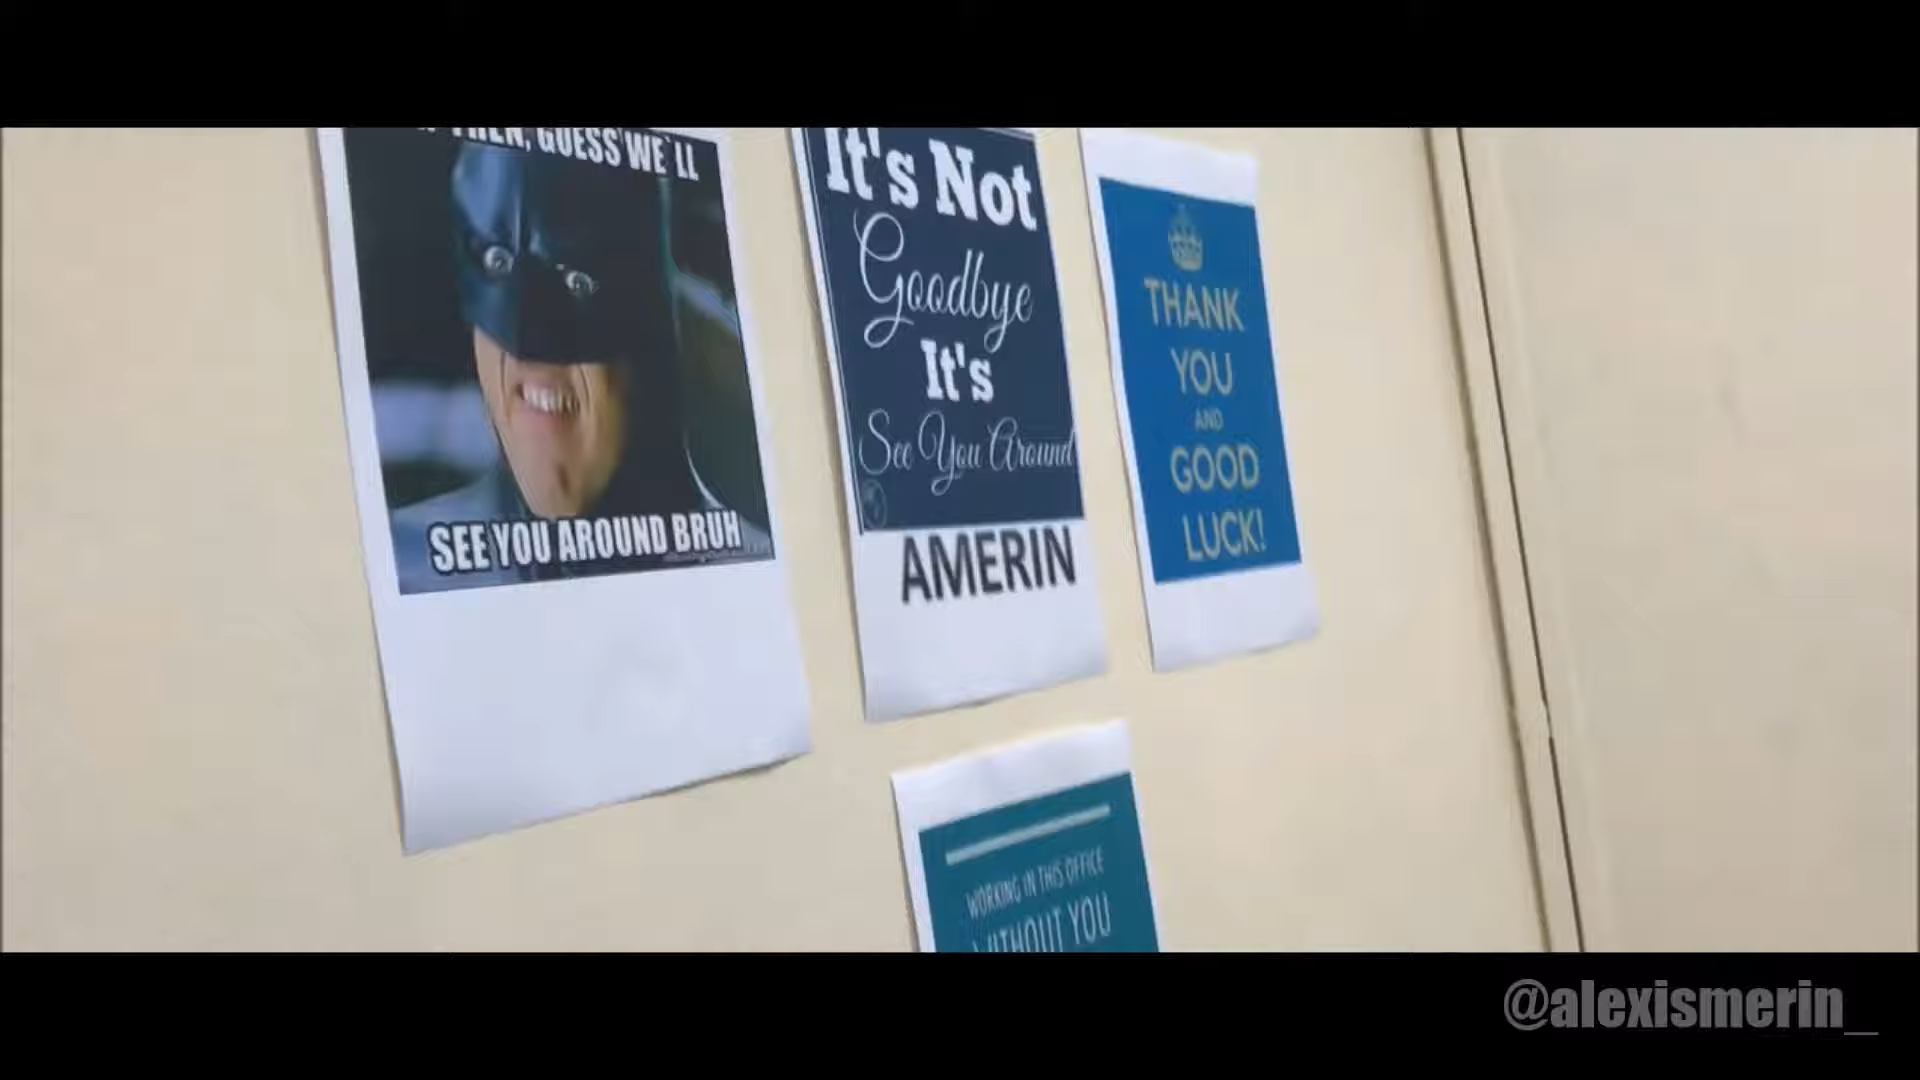 THEN, GUESS WE`LL
SEE YOU AROUND BRUH
It's Not
Goodbye
It's
See You Around
AMERIN
THANK
YOU
AND
GOOD
LUCK!
WORKING IN THIS OFFICE
WITHOUT YOU
@alexismerin_